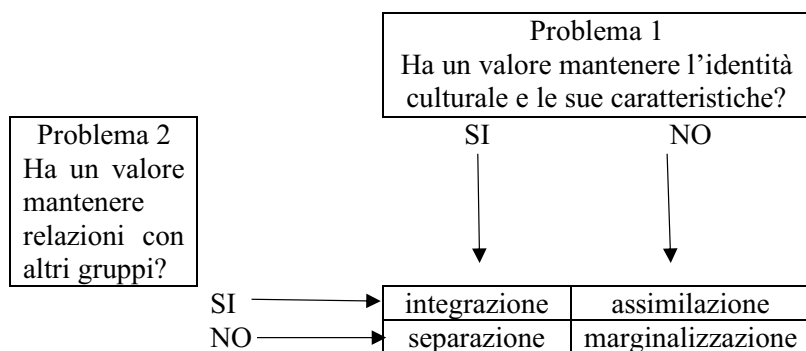 Problema 1
Ha un valore mantenere l’identità
culturale e le sue caratteristiche?
Problema 2
Ha un valore
mantenere
relazioni con
altri gruppi?
SI NO
SI integrazione assimilazione
NO separazione marginalizzazione